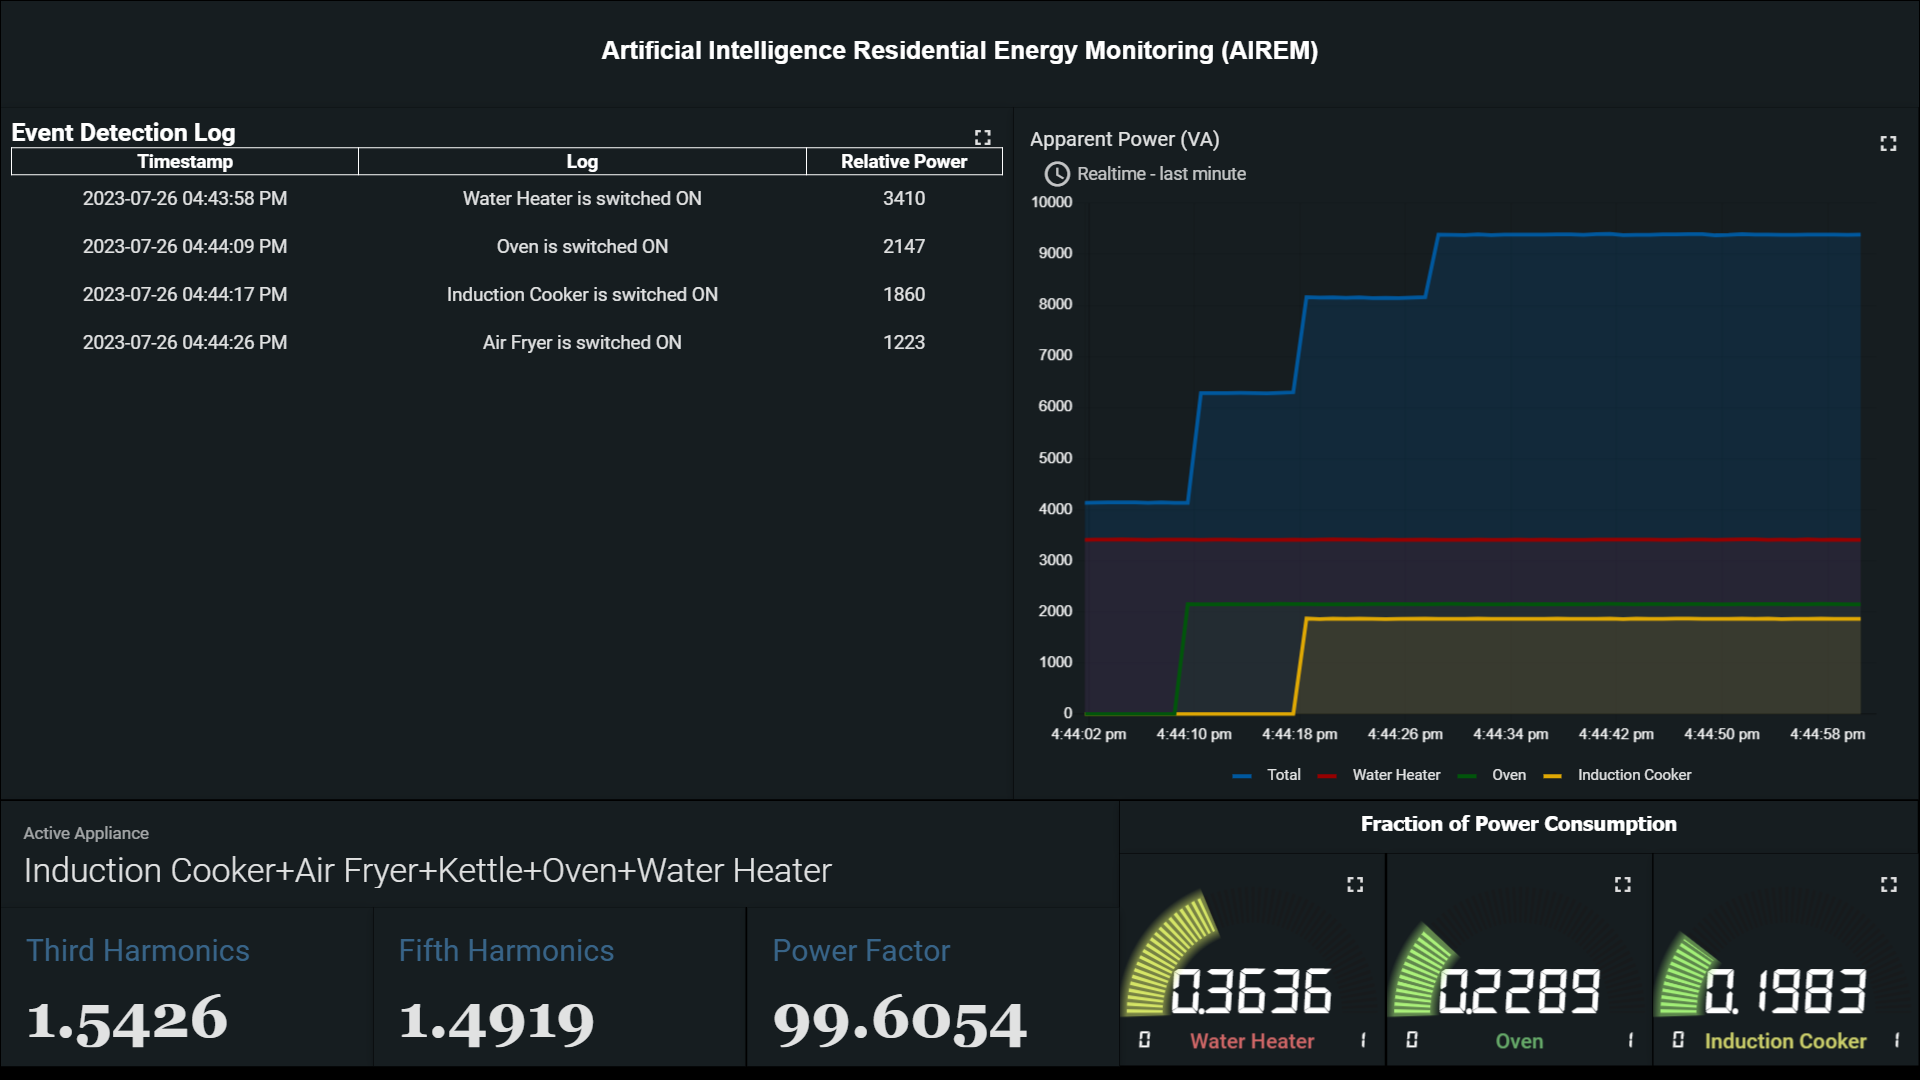 Artificial Intelligence Residential Energy Monitoring (AIREM)
Event Detection Log
Timestamp Log Relative Power
2023-07-26 04:43:58 PM Water Heater is switched ON 3410
2023-07-26 04:44:09 PM Oven is switched ON 2147
2023-07-26 04:44:17 PM Induction Cooker is switched ON 1860
2023-07-26 04:44:26 PM Air Fryer is switched ON 1223
Apparent Power (VA)
Realtime - last minute
10000
9000
8000
7000
6000
5000
4000
3000
2000
1000
0
4:44:02 pm 4:44:10 pm 4:44:18 pm 4:44:26 pm 4:44:34 pm 4:44:42 pm 4:44:50 pm 4:44:58 pm
Total Water Heater Oven Induction Cooker
Active Appliance
Induction Cooker+Air Fryer+Kettle+Oven+Water Heater
Third Harmonics
1.5426
Fifth Harmonics
1.4919
Power Factor
99.6054
Fraction of Power Consumption
0.3636
0 Water Heater 1
0.2289
0 Oven 1
0.1983
0 Induction Cooker 1